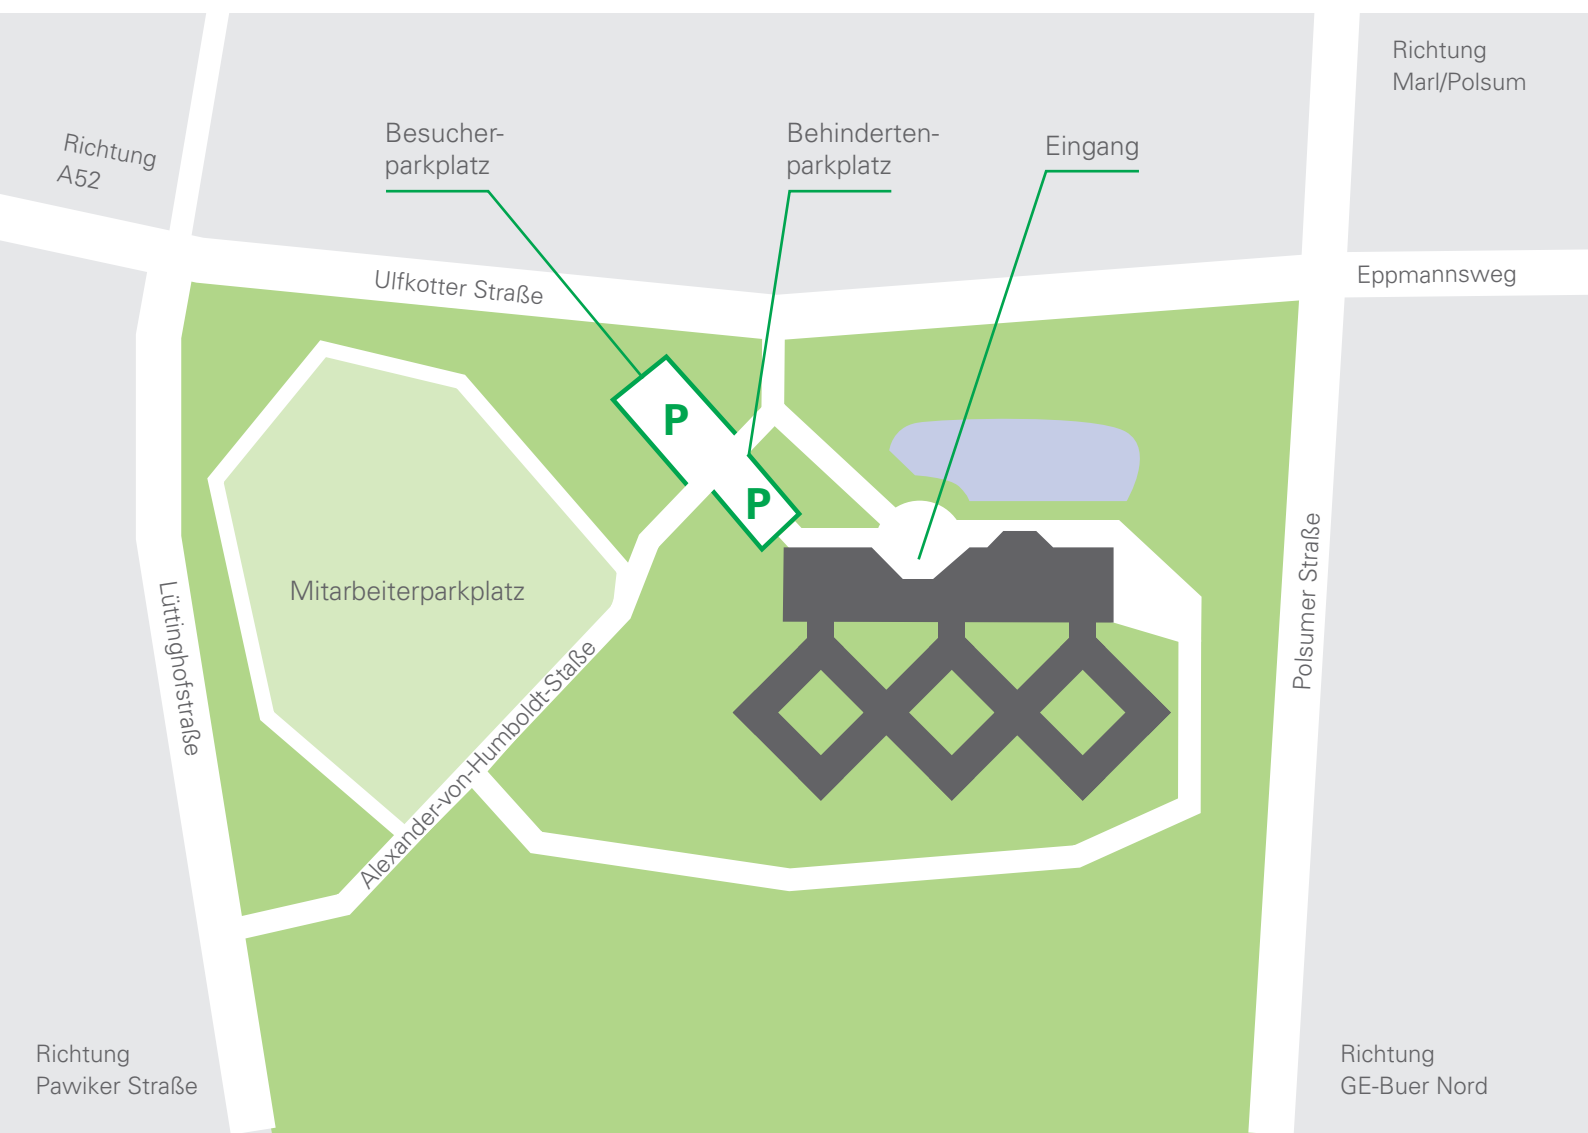 Richtung
Marl/Polsum
Richtung
A52
Besucher-
parkplatz
Behinderten-
parkplatz
Eingang
Ulfkotter Straße
Eppmannsweg
P
P
Mitarbeiterparkplatz
Lüttinghofstraße
Alexander-von-Humboldt-Staße
Polsumer Straße
Richtung
Pawiker Straße
Richtung
GE-Buer Nord